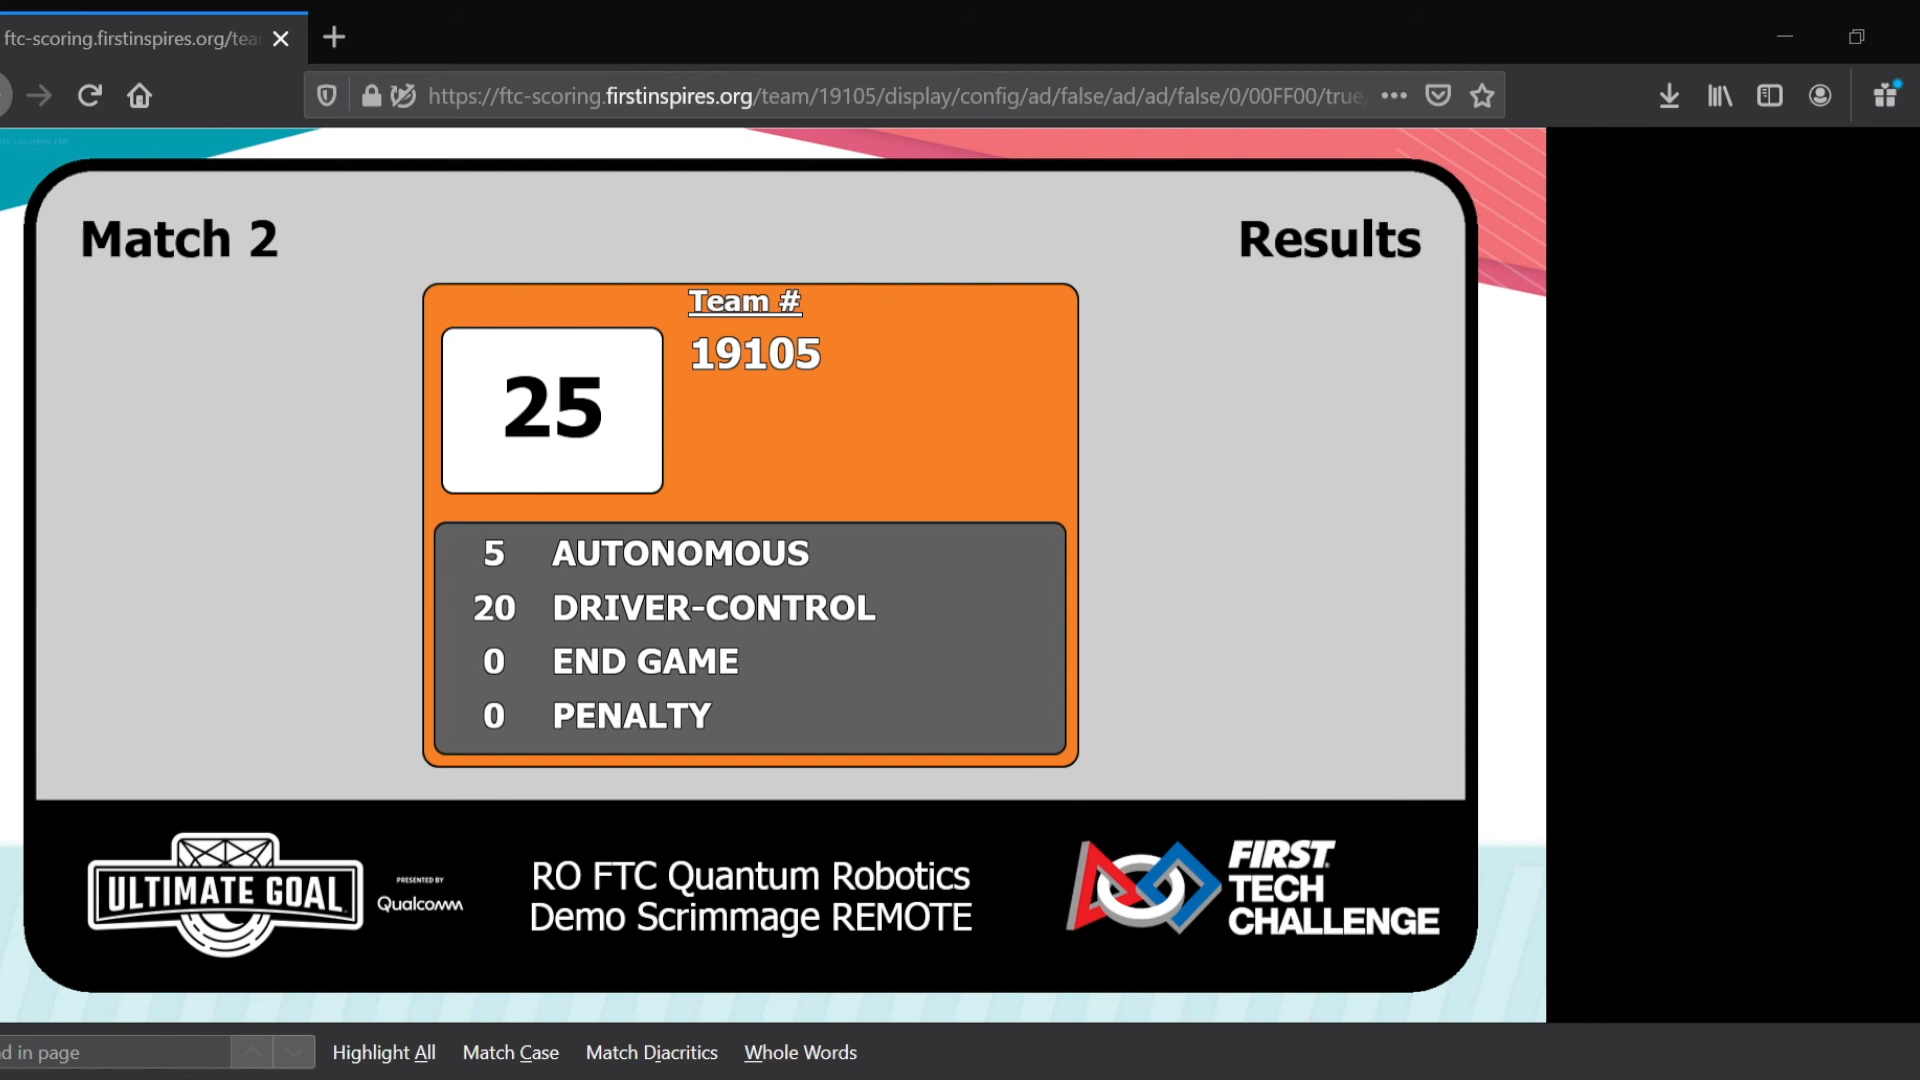 ftc-scoring.firstinspires.org/tea
https://ftc-scoring.firstinspires.org/team/19105/display/config/ad/false/ad/ad/false/0/00FF00/true,
Match 2
Results
Team #
19105
25
5 AUTONOMOUS
20 DRIVER-CONTROL
0 END GAME
0 PENALTY
ULTIMATE GOAL
PRESENTED BY
Qualcomm
RO FTC Quantum Robotics
Demo Scrimmage REMOTE
FIRST
TECH
CHALLENGE
d in page
Highlight All
Match Case
Match Diacritics
Whole Words